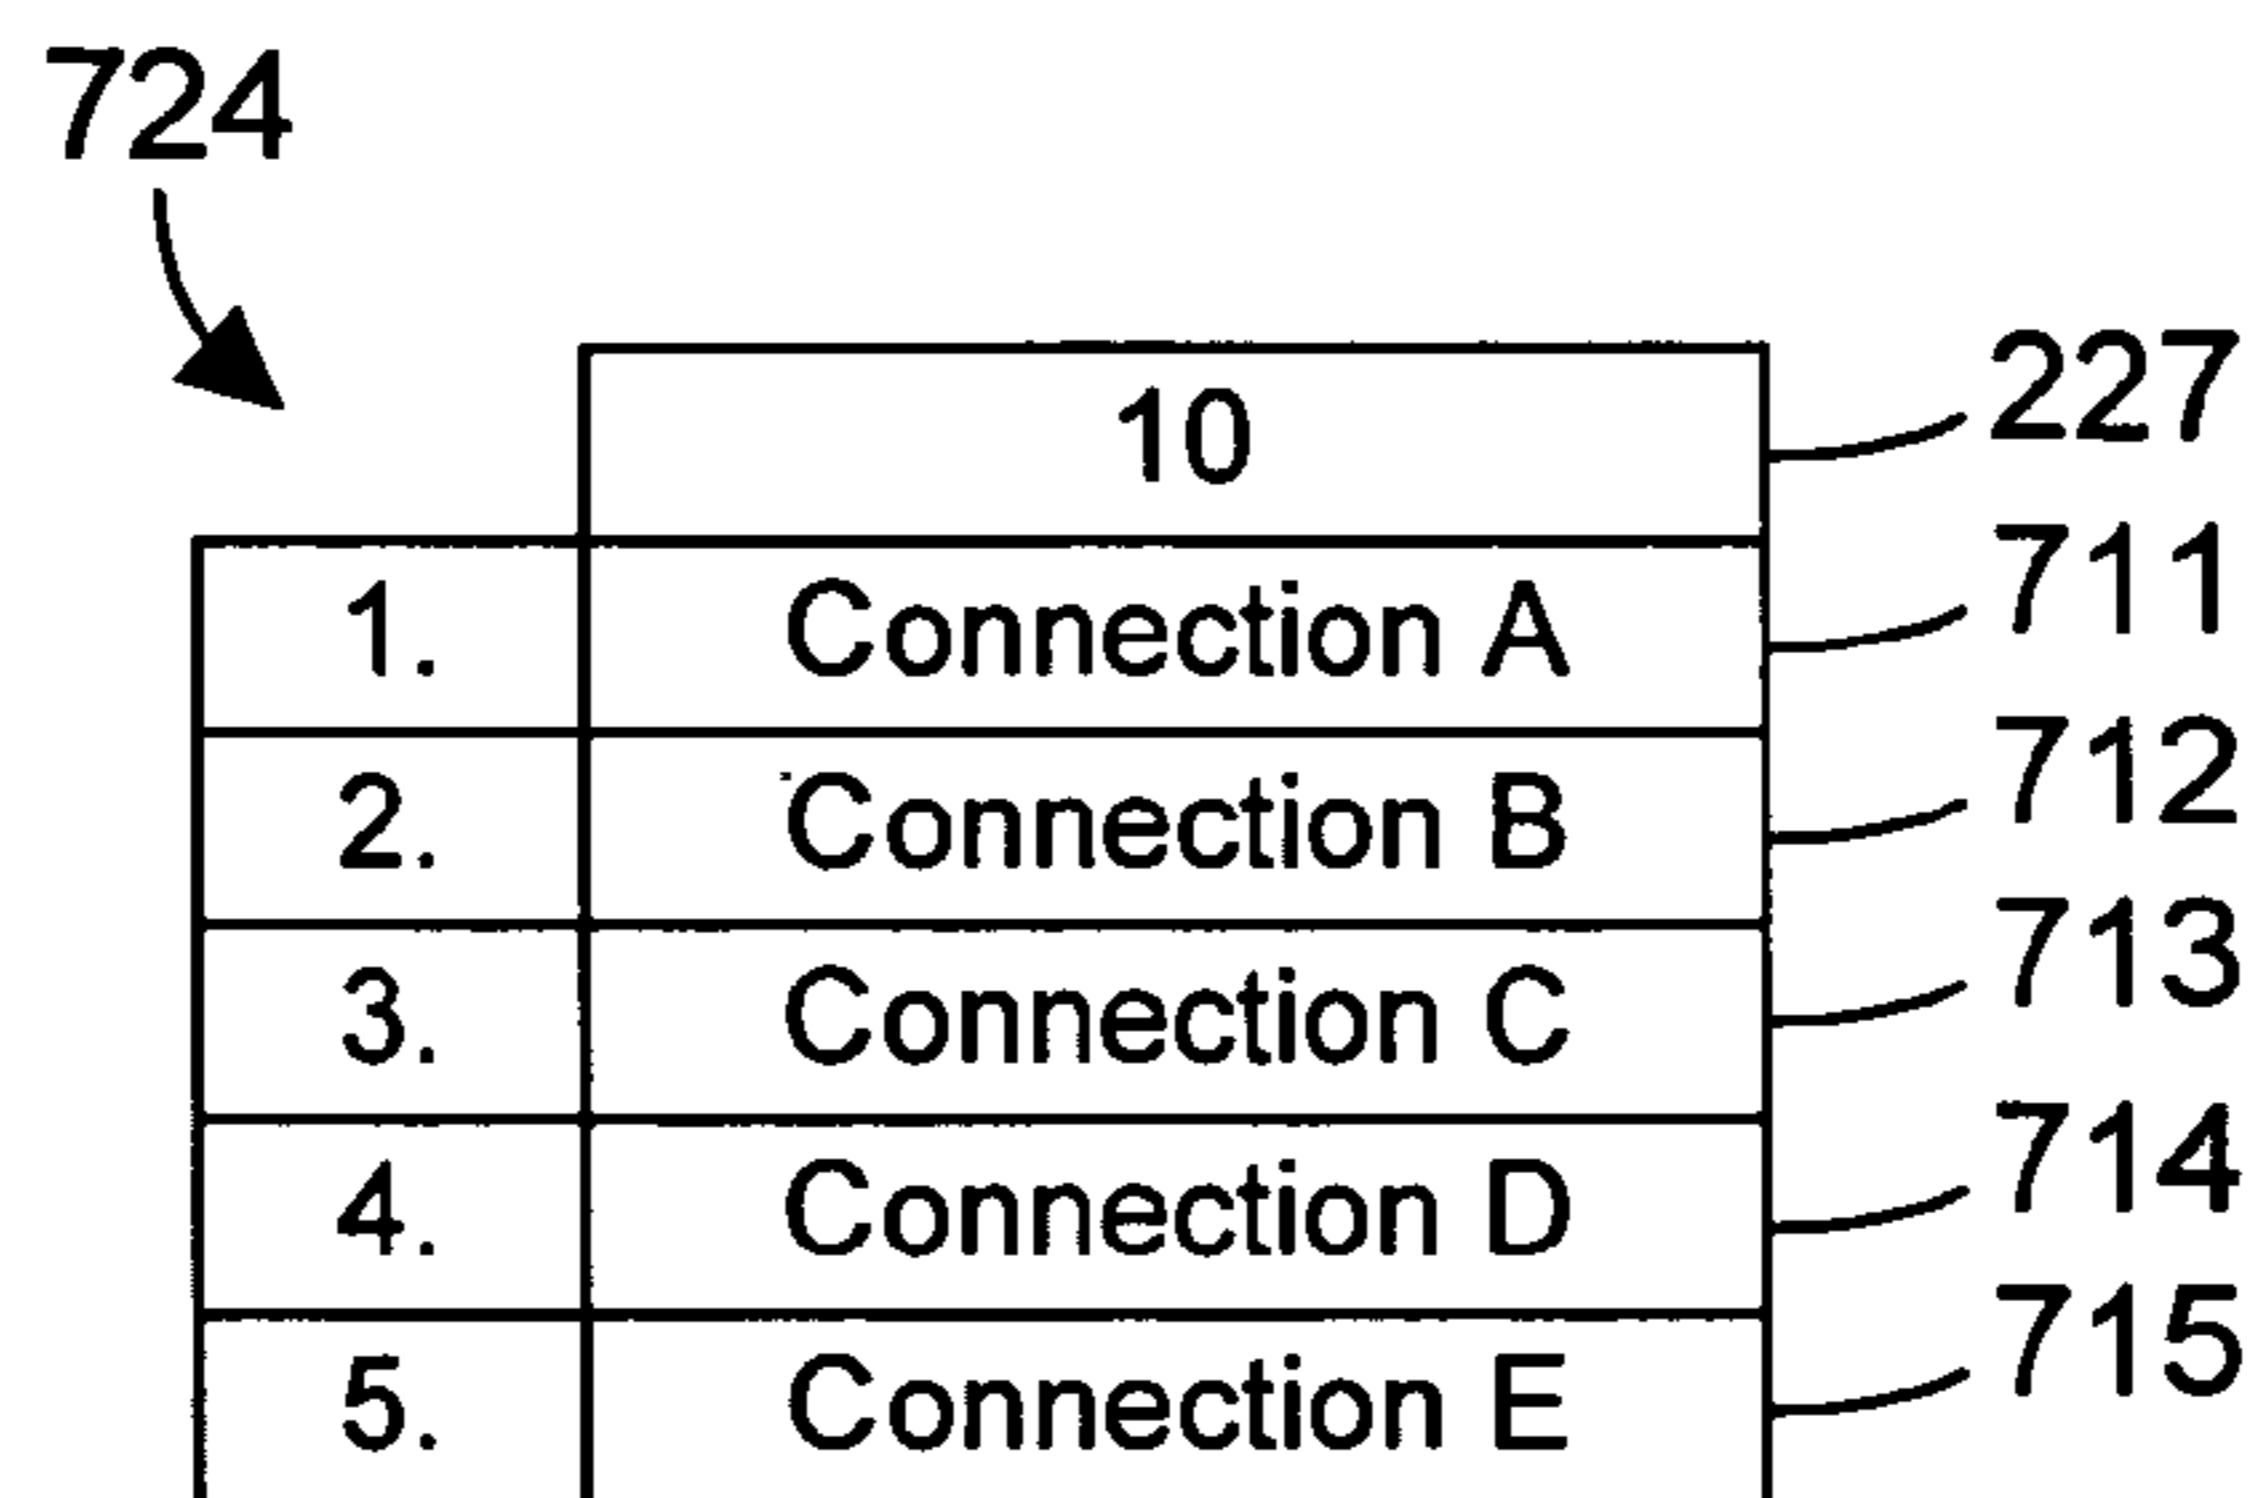 724
10 227
1. Connection A 711
2. Connection B 712
3. Connection C 713
4. Connection D 714
5. Connection E 715